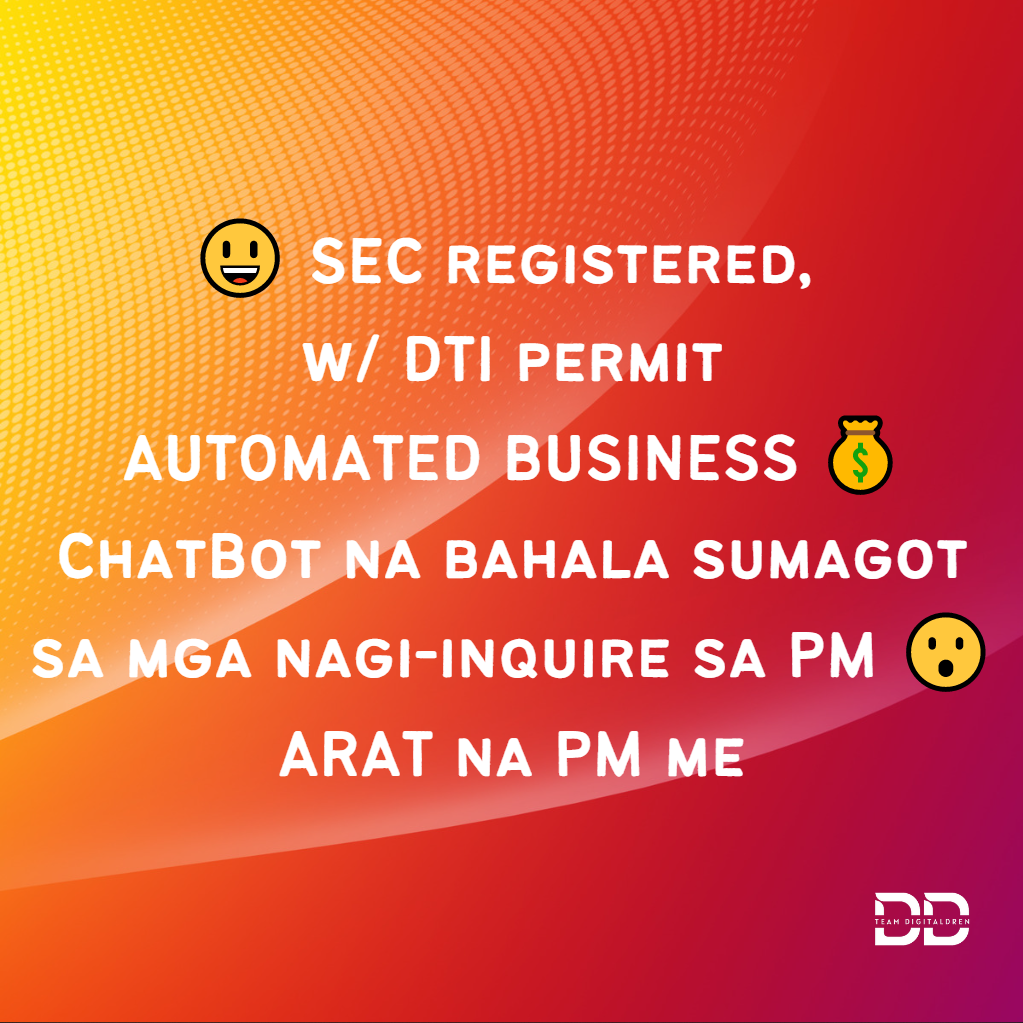 😃 SEC registered,
w/ DTI permit
AUTOMATED BUSINESS 💰
ChatBot na bahala sumagot
sa mga nagi-inquire sa PM 😮
ARAT na PM me
DD
TEAM DIGITALDREN